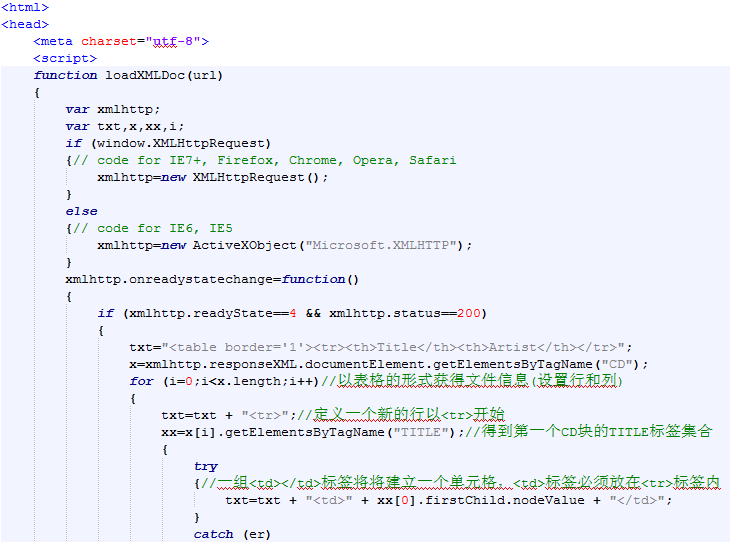 <html>
<head>
<meta charset="utf-8">
<script>
function loadXMLDoc(url)
{
var xmlhttp;
var txt,x,xx,i;
if (window.XMLHttpRequest)
{// code for IE7+, Firefox, Chrome, Opera, Safari
xmlhttp=new XMLHttpRequest();
}
else
{// code for IE6, IE5
xmlhttp=new ActiveXObject("Microsoft.XMLHTTP");
}
xmlhttp.onreadystatechange=function()
{
if (xmlhttp.readyState==4 && xmlhttp.status==200)
{
txt="<table border='1'><tr><th>Title</th><th>Artist</th></tr>";
x=xmlhttp.responseXML.documentElement.getElementsByTagName("CD");
for (i=0;i<x.length;i++)//以表格的形式获得文件信息(设置行和列)
{
txt=txt + "<tr>";//定义一个新的行以<tr>开始
xx=x[i].getElementsByTagName("TITLE");//得到第一个CD块的TITLE标签集合
{
try
{//一组<td></td>标签将将建立一个单元格，<td>标签必须放在<tr>标签内
txt=txt + "<td>" + xx[0].firstChild.nodeValue + "</td>";
}
catch (er)